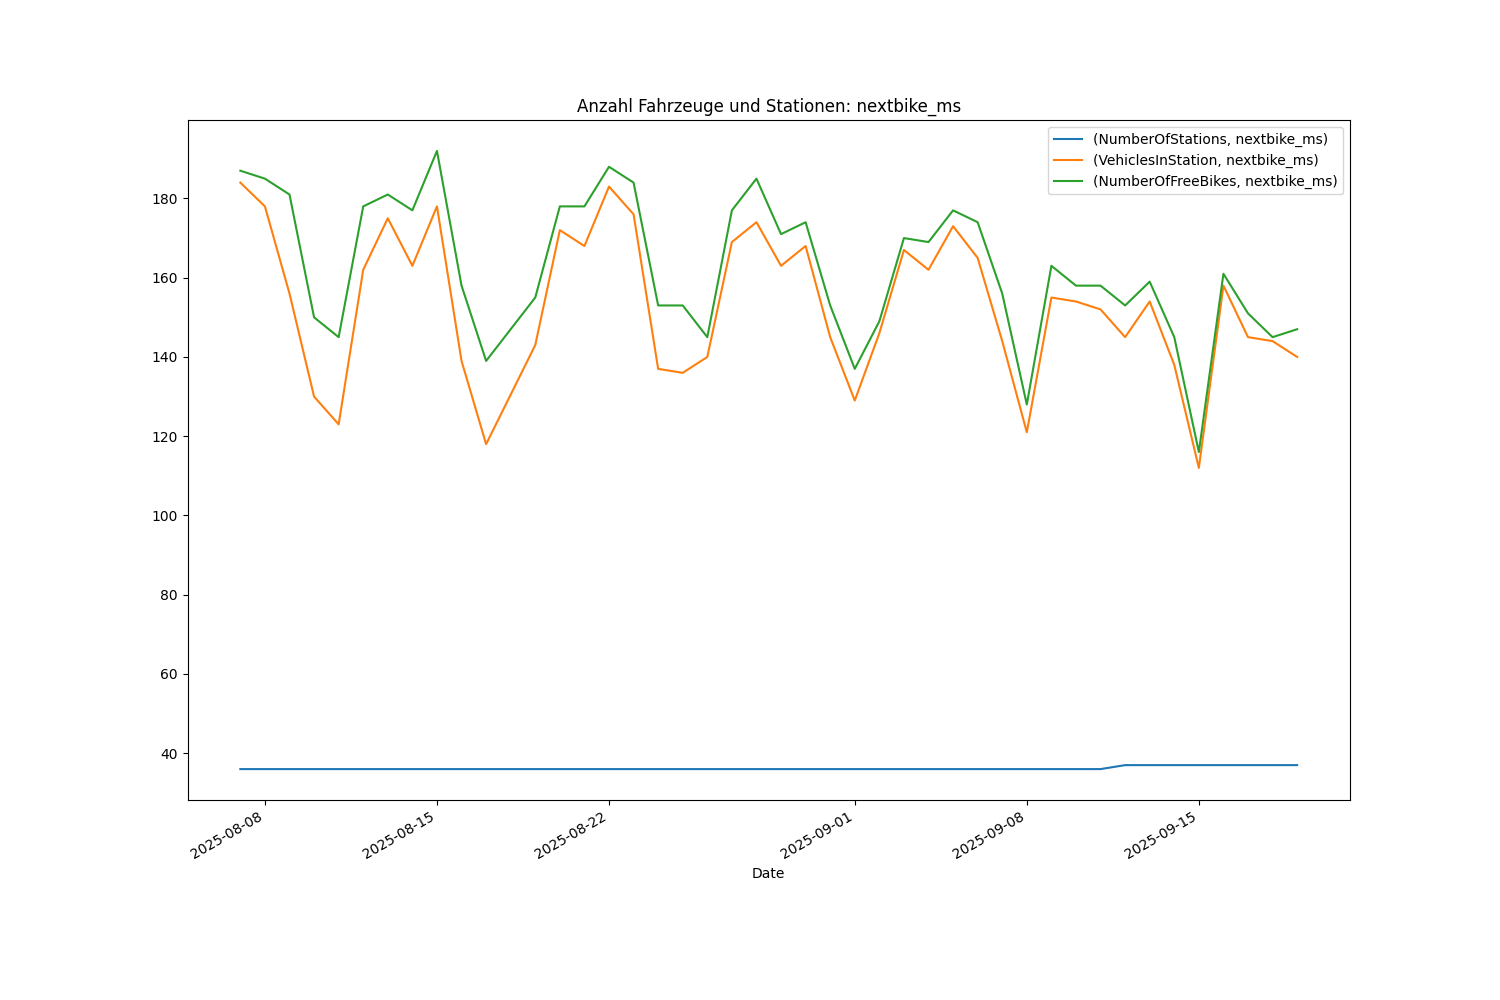 Anzahl Fahrzeuge und Stationen: nextbike_ms
(NumberOfStations, nextbike_ms)
(VehiclesInStation, nextbike_ms)
(NumberOfFreeBikes, nextbike_ms)
180
160
140
120
100
80
60
40
2025-08-08
2025-08-15
2025-08-22
2025-09-01
2025-09-08
2025-09-15
Date